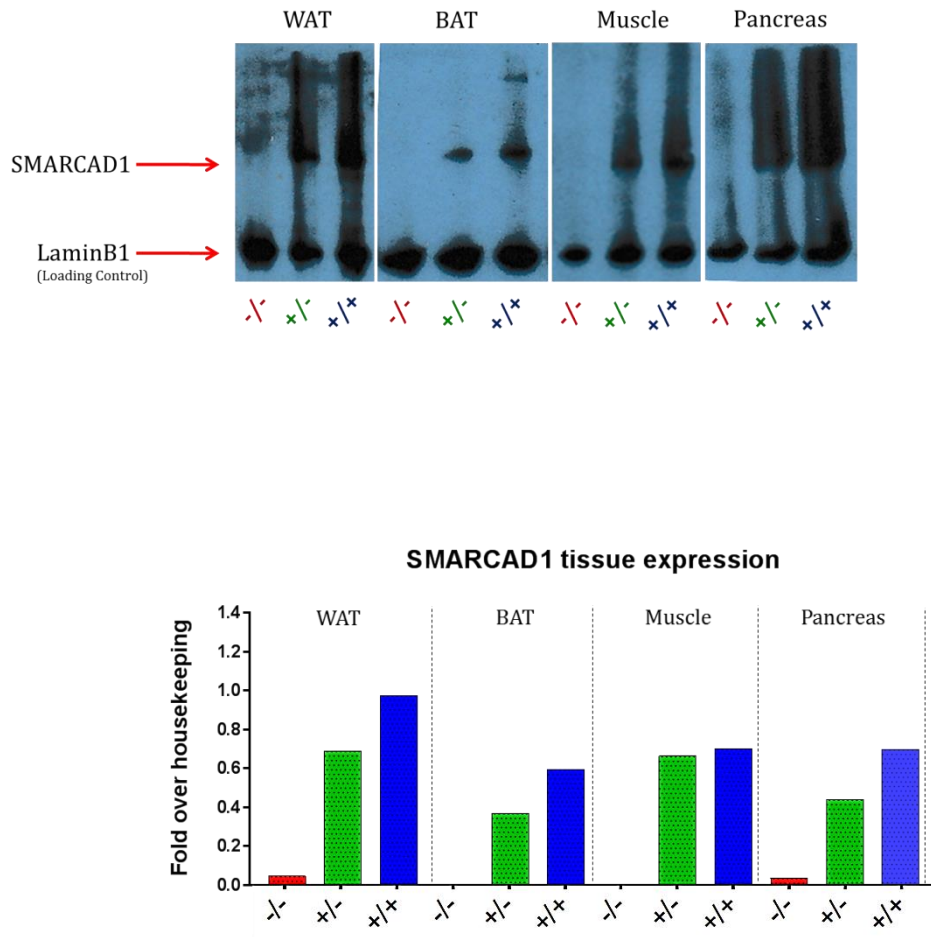 WAT BAT Muscle Pancreas
SMARCAD1
LaminB1
(Loading Control)
-/- +/- +/+ -/- +/- +/+ -/- +/- +/+ -/- +/- +/+
SMARCAD1 tissue expression
WAT BAT Muscle Pancreas
Fold over housekeeping
1.4
1.2
1.0
0.8
0.6
0.4
0.2
0.0
-/- +/- +/+ -/- +/- +/+ -/- +/- +/+ -/- +/- +/+